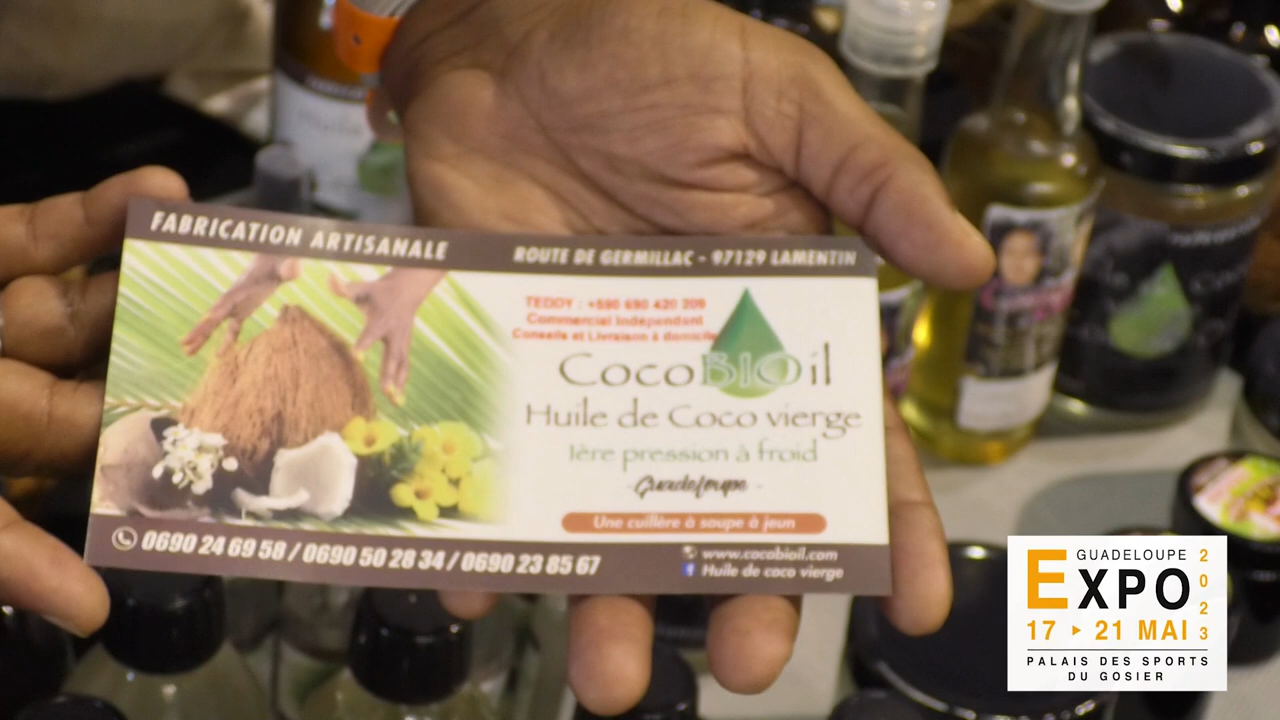 FABRICATION ARTISANALE
ROUTE DE GERMILLAC - 97129 LAMENTIN
TEDDY : +590 690 420 209
Commercial Indépendant
Conseils et Livraison à domicile
CocoBIOil
Huile de Coco vierge
1ère pression à froid
- Guadeloupe -
Une cuillère à soupe à jeun
0690 24 69 58 / 0690 50 28 34 / 0690 23 85 67
www.cocobioil.com
Huile de coco vierge
GUADELOUPE
EXPO
2023
17 ▸ 21 MAI
PALAIS DES SPORTS
DU GOSIER